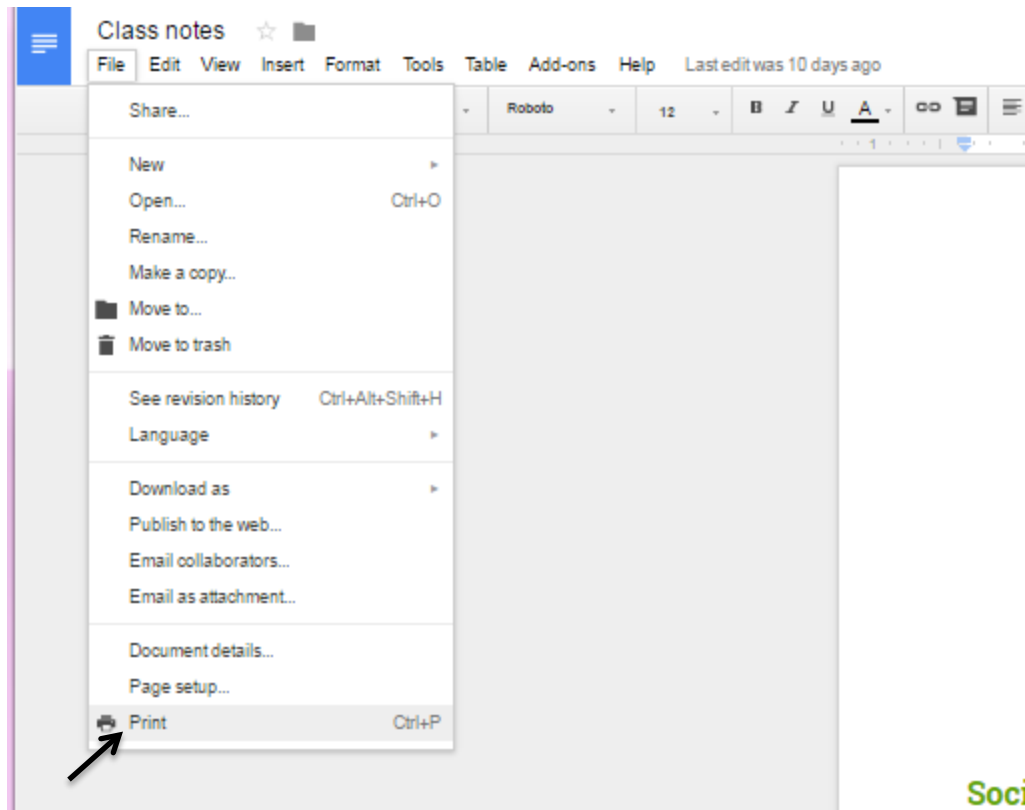 Class notes
File Edit View Insert Format Tools Table Add-ons Help Last edit was 10 days ago
Share...
Roboto 12 B I U A
1
New
Open... Ctrl+O
Rename...
Make a copy...
Move to...
Move to trash
See revision history Ctrl+Alt+Shift+H
Language
Download as
Publish to the web...
Email collaborators...
Email as attachment...
Document details...
Page setup...
Print Ctrl+P
Soci